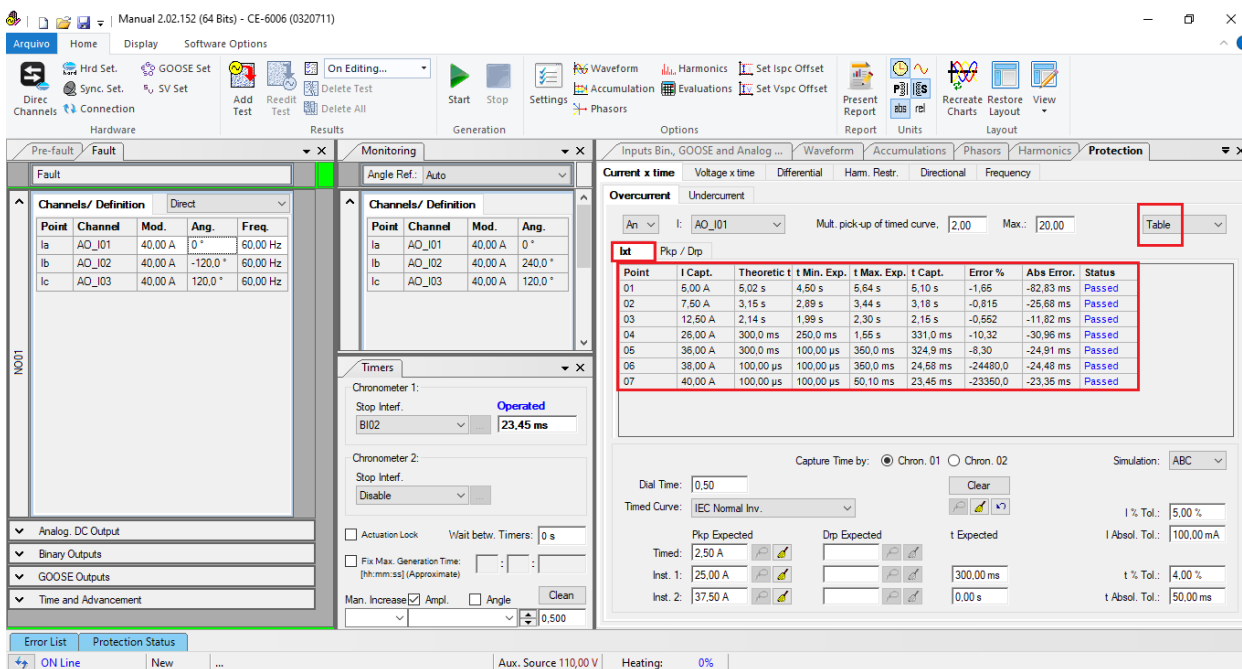 Manual 2.02.152 (64 Bits) - CE-6006 (0320711)
Arquivo Home Display Software Options
Direc Channels
Hrd Set.
Sync. Set.
Connection
GOOSE Set
SV Set
Hardware
Add Test
Reedit Test
On Editing...
Delete Test
Delete All
Results
Start Stop
Generation
Settings
Waveform
Accumulation
Phasors
Harmonics
Evaluations
Set Ispc Offset
Set Vspc Offset
Options
Present Report
Report
abs rel
Units
Recreate Charts
Restore Layout
View
Layout
Pre-fault Fault
Fault
NO01
Channels/ Definition Direct
Point Channel Mod. Ang. Freq.
Ia AO_I01 40,00 A 0 ° 60,00 Hz
Ib AO_I02 40,00 A -120,0 ° 60,00 Hz
Ic AO_I03 40,00 A 120,0 ° 60,00 Hz
Analog. DC Output
Binary Outputs
GOOSE Outputs
Time and Advancement
Monitoring
Angle Ref.: Auto
Channels/ Definition
Point Channel Mod. Ang.
Ia AO_I01 40,00 A 0 °
Ib AO_I02 40,00 A 240,0 °
Ic AO_I03 40,00 A 120,0 °
Timers
Chronometer 1:
Stop Interf. Operated
BI02 ... 23,45 ms
Chronometer 2:
Stop Interf.
Disable ...
Actuation Lock Wait betw. Timers: 0 s
Fix Max. Generation Time:
[hh:mm:ss] (Approximate) : :
Man. Increase Ampl. Angle Clean
0,500
Inputs Bin., GOOSE and Analog ... Waveform Accumulations Phasors Harmonics Protection
Current x time Voltage x time Differential Harm. Restr. Directional Frequency
Overcurrent Undercurrent
An I: AO_I01 Mult. pick-up of timed curve, 2,00 Max.: 20,00 Table
Ixt Pkp / Drp
Point I Capt. Theoretic t t Min. Exp. t Max. Exp. t Capt. Error % Abs Error. Status
01 5,00 A 5,02 s 4,50 s 5,64 s 5,10 s -1,65 -82,83 ms Passed
02 7,50 A 3,15 s 2,89 s 3,44 s 3,18 s -0,815 -25,68 ms Passed
03 12,50 A 2,14 s 1,99 s 2,30 s 2,15 s -0,552 -11,82 ms Passed
04 26,00 A 300,0 ms 250,0 ms 1,55 s 331,0 ms -10,32 -30,96 ms Passed
05 36,00 A 300,0 ms 100,00 µs 350,0 ms 324,9 ms -8,30 -24,91 ms Passed
06 38,00 A 100,00 µs 100,00 µs 350,0 ms 24,58 ms -24480,0 -24,48 ms Passed
07 40,00 A 100,00 µs 100,00 µs 50,10 ms 23,45 ms -23350,0 -23,35 ms Passed
Capture Time by: Chron. 01 Chron. 02 Simulation: ABC
Dial Time: 0,50 Clear
Timed Curve: IEC Normal Inv. I % Tol.: 5,00 %
Pkp Expected Drp Expected t Expected I Absol. Tol.: 100,00 mA
Timed: 2,50 A
Inst. 1: 25,00 A 300,00 ms t % Tol.: 4,00 %
Inst. 2: 37,50 A 0,00 s t Absol. Tol.: 50,00 ms
Error List Protection Status
ON Line New ... Aux. Source 110,00 V Heating: 0%